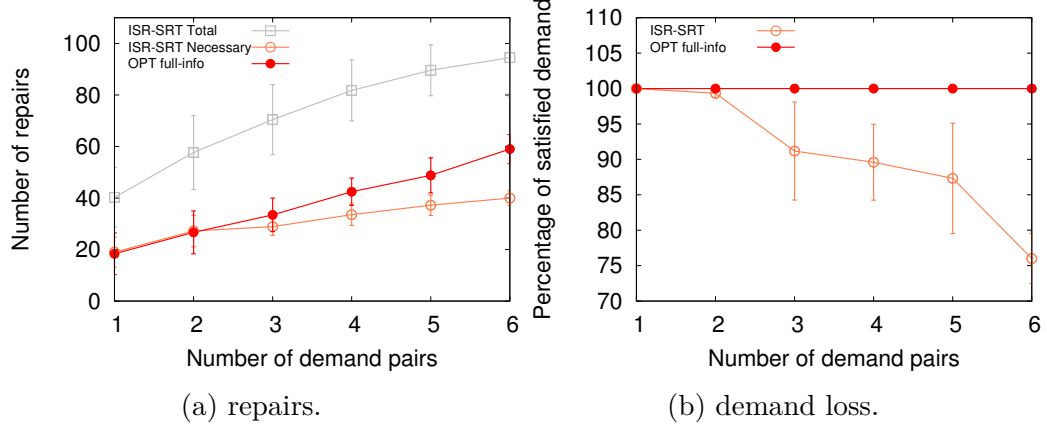 ISR-SRT Total
ISR-SRT Necessary
OPT full-info
Number of repairs
100
80
60
40
20
0
1 2 3 4 5 6
Number of demand pairs
(a) repairs.
ISR-SRT
OPT full-info
Percentage of satisfied demand
110
105
100
95
90
85
80
75
70
1 2 3 4 5 6
Number of demand pairs
(b) demand loss.